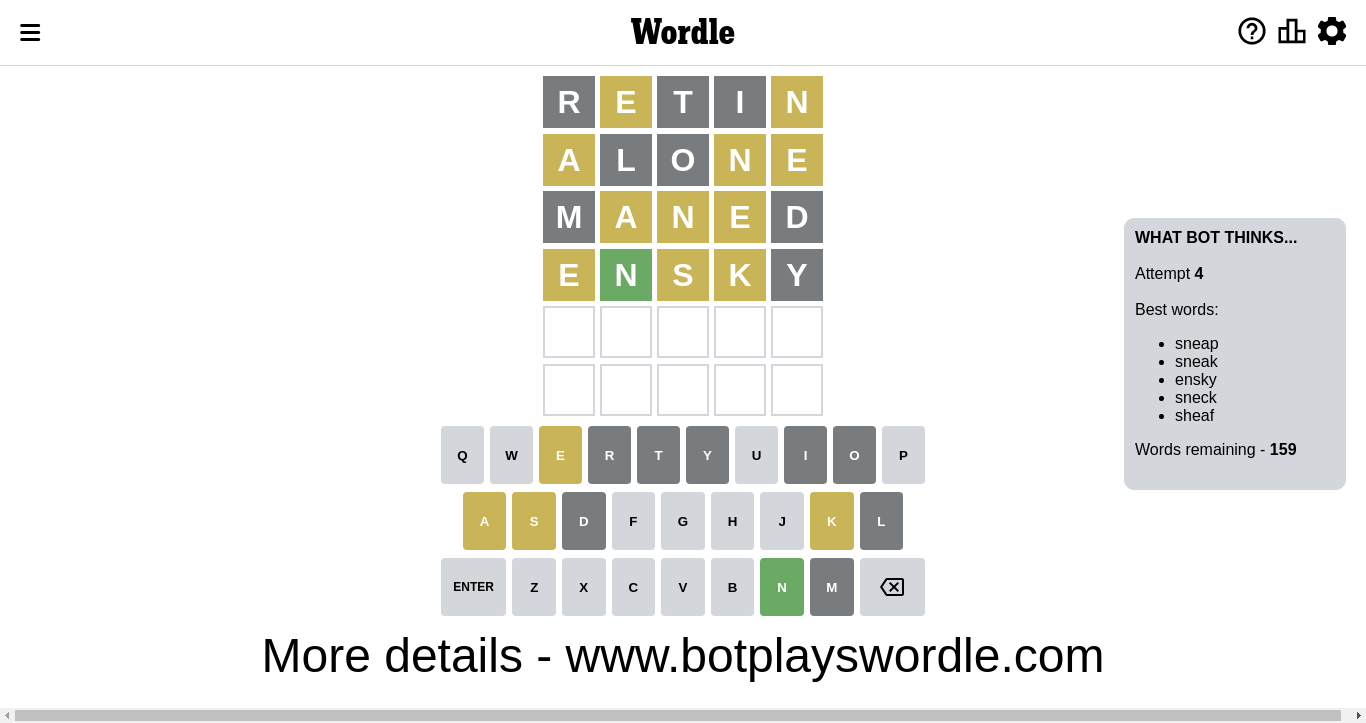 Wordle
R E T I N
A L O N E
M A N E D
E N S K Y
WHAT BOT THINKS...
Attempt 4
Best words:
sneap
sneak
ensky
sneck
sheaf
Words remaining - 159
Q W E R T Y U I O P
A S D F G H J K L
ENTER Z X C V B N M
More details - www.botplayswordle.com